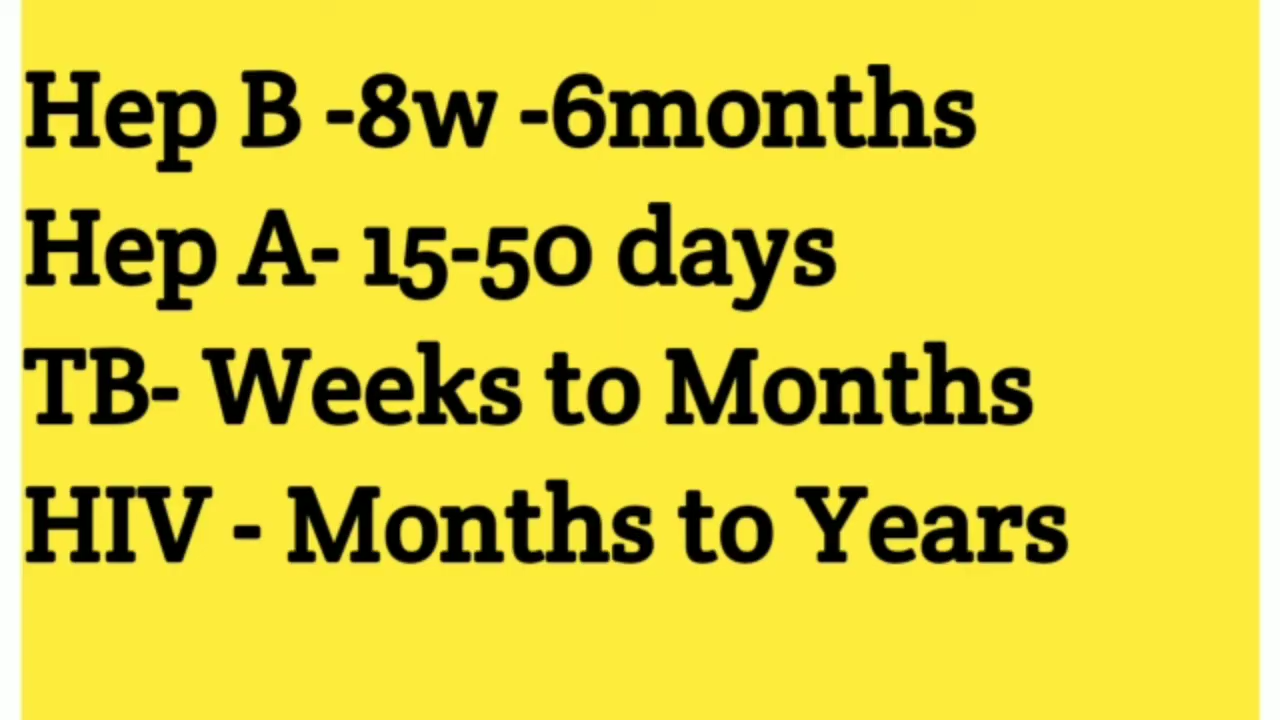 Hep B -8w -6months
Hep A- 15-50 days
TB- Weeks to Months
HIV - Months to Years